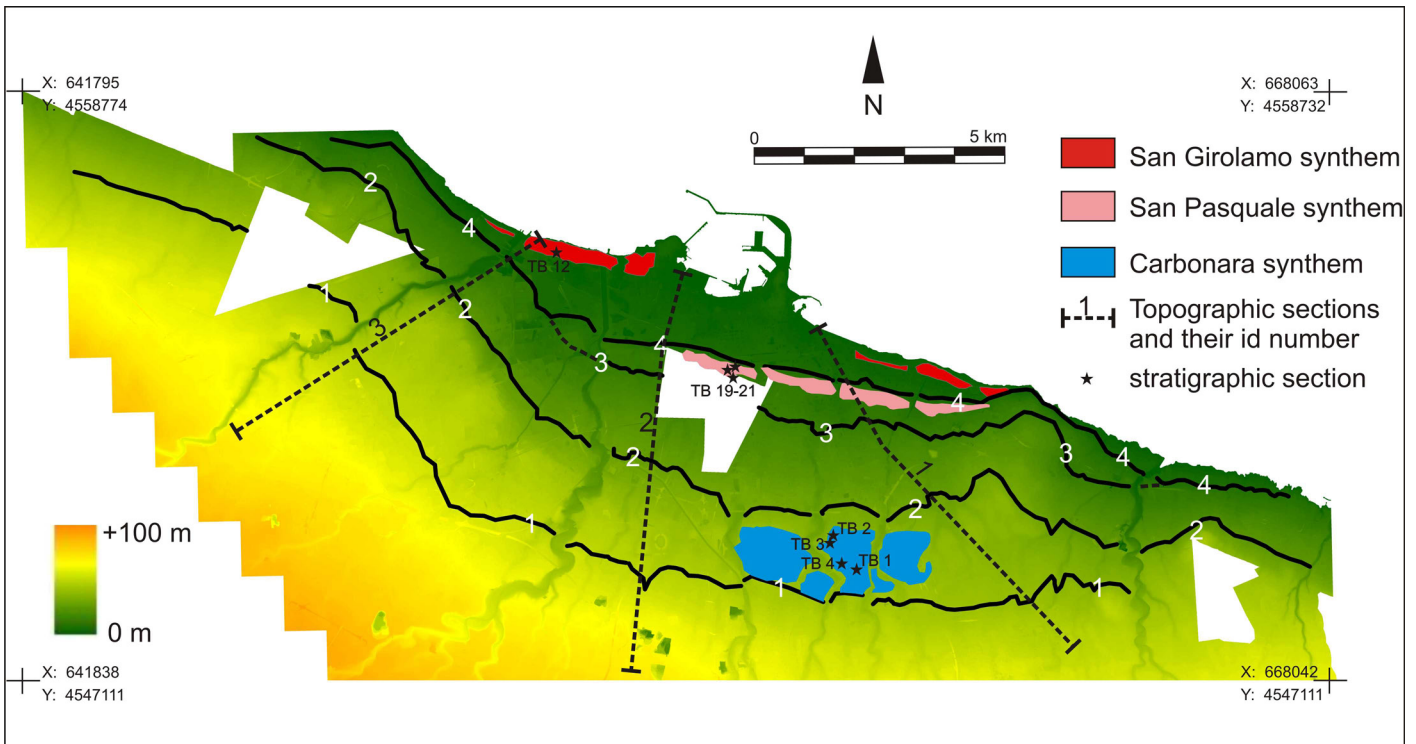 X: 641795
Y: 4558774
X: 668063
Y: 4558732
N
0
5 km
San Girolamo synthem
San Pasquale synthem
Carbonara synthem
1
Topographic sections
and their id number
stratigraphic section
2
4
TB 12
1
2
3
4
3
TB 19-21
4
2
3
3
4
4
1
2
2
2
1
TB 2
TB 3
TB 4
TB 1
1
1
+100 m
0 m
X: 641838
Y: 4547111
X: 668042
Y: 4547111